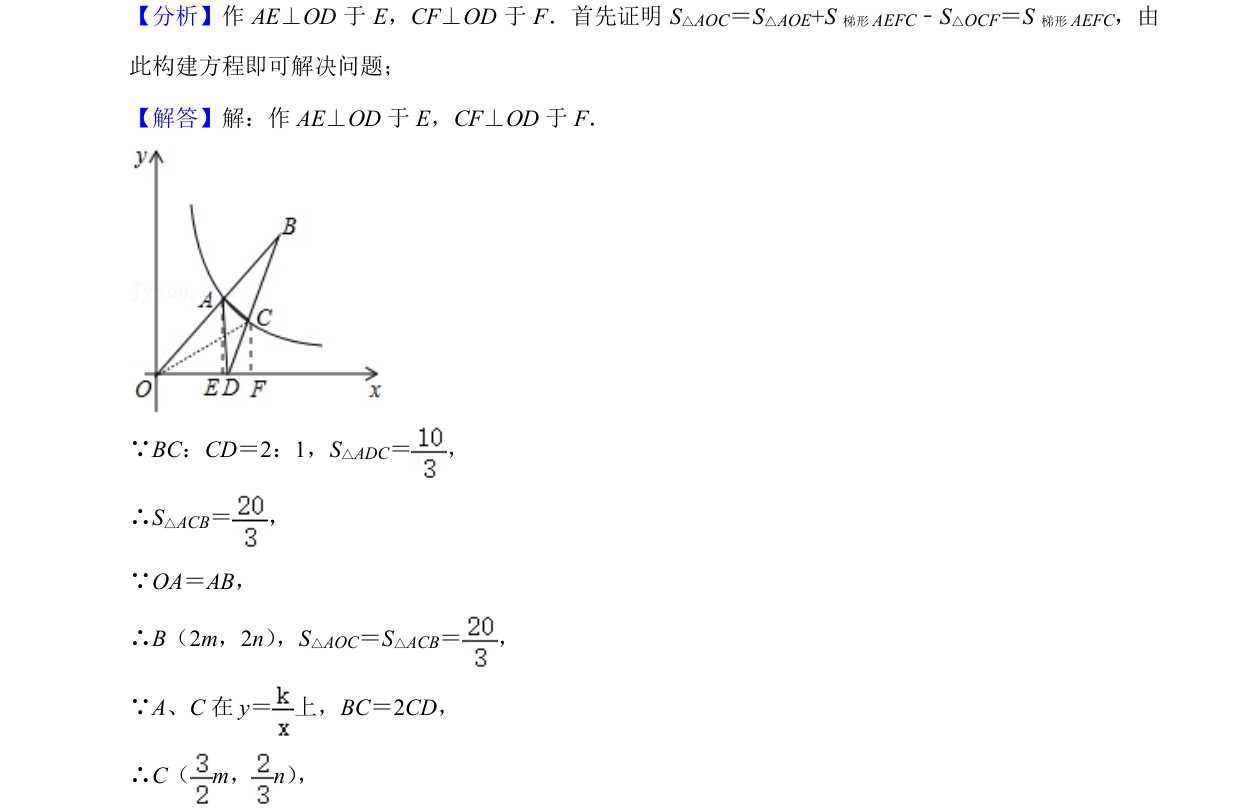 【分析】作 AE⊥OD 于 E，CF⊥OD 于 F．首先证明 S△AOC＝S△AOE+S 梯形 AEFC﹣S△OCF＝S 梯形 AEFC，由
此构建方程即可解决问题；
【解答】解：作 AE⊥OD 于 E，CF⊥OD 于 F．
y
B
A
C
O
E D F
x
∵BC：CD＝2：1，S△ADC＝10/3，
∴S△ACB＝20/3，
∵OA＝AB，
∴B（2m，2n），S△AOC＝S△ACB＝20/3，
∵A、C 在 y＝k/x上，BC＝2CD，
∴C（3/2m，2/3n），